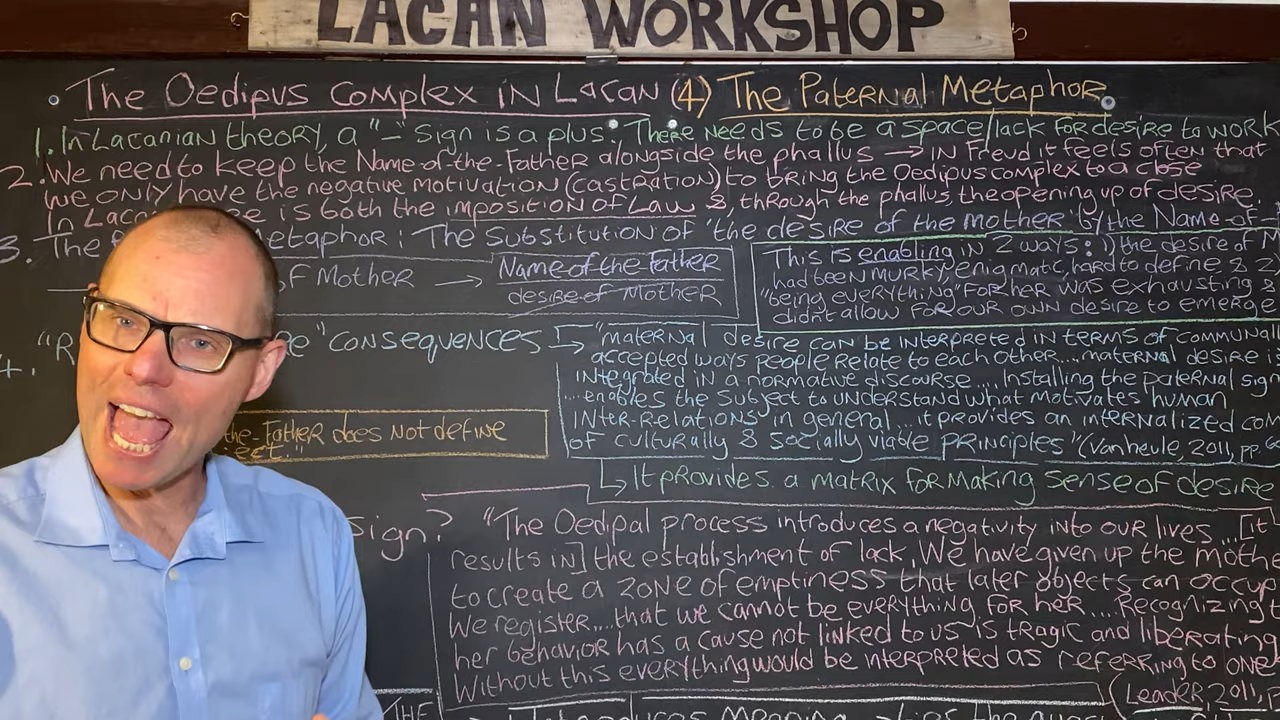 LACAN WORKSHOP
The Oedipus complex in Lacan (4) The Paternal Metaphor
1. In Lacanian theory, a "–" sign is a plus: There needs to be a space/lack for desire to work
2. We need to keep the Name-of-the-Father alongside the phallus → in Freud it feels often that
we only have the negative motivation (castration) to bring the Oedipus complex to a close
In Lacan is both the imposition of Law &, through the phallus, the opening up of desire.
3. The Metaphor: The Substitution of "the desire of the mother" by the Name-of-
of Mother → Name of the Father
desire of Mother
This is enabling in 2 ways: 1) the desire of M
had been murky, enigmatic, hard to define & 2)
"being everything" for her was exhausting &
didn't allow for our own desire to emerge
4. "R e" consequences ↳ "maternal desire can be interpreted in terms of communally
accepted ways people relate to each other... maternal desire is
integrated in a normative discourse.... Installing the paternal sign
...enables the subject to understand what motivates human
inter-relations in general...it provides an internalized com
of culturally & socially viable principles" (Vanheule, 2011, pp. 6
the-Father does not define
ject."
↳ It provides a matrix for making sense of desire
sign? "The Oedipal process introduces a negativity into our lives ...[it
results in] the establishment of lack, We have given up the mothe
to create a zone of emptiness that later objects can occup
We register...that we cannot be everything for her.... Recognizing t
her behavior has a cause not linked to us is tragic and liberating
Without this everything would be interpreted as referring to one
(Leader, 2011, p
THE Introduces meaning